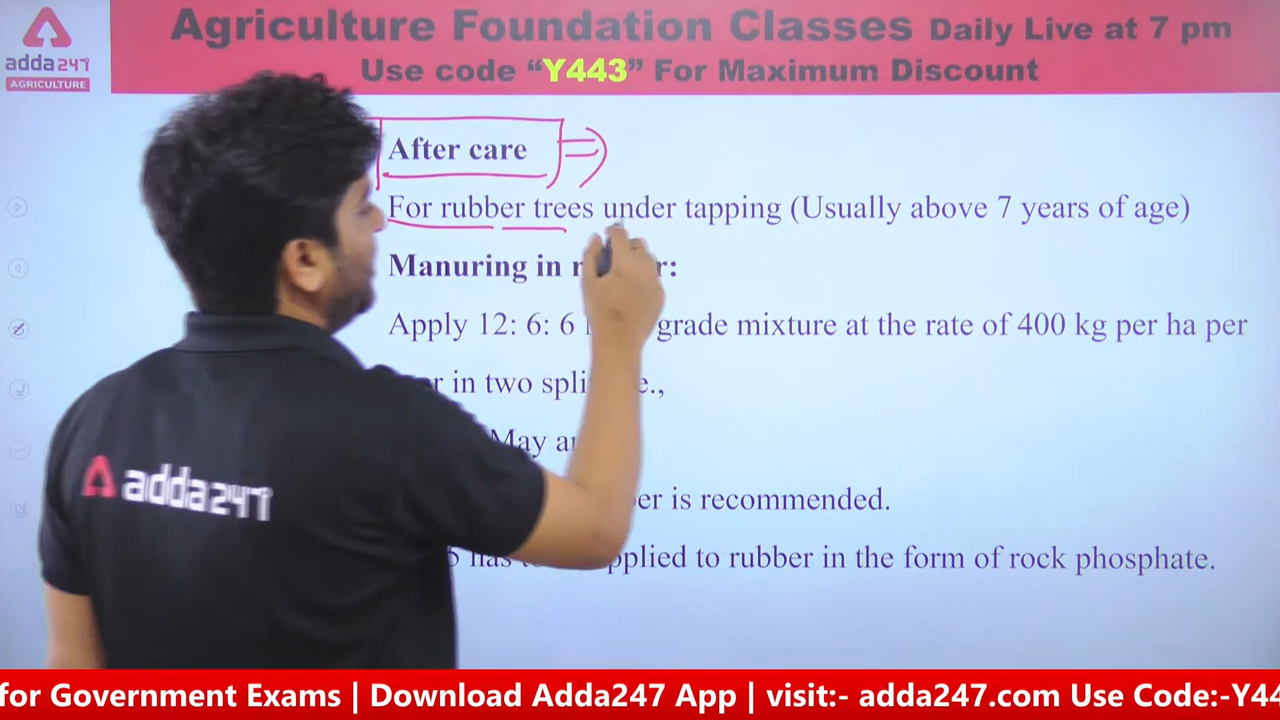 Agriculture Foundation Classes Daily Live at 7 pm
Use code “Y443” For Maximum Discount
adda247
AGRICULTURE
After care
For rubber trees under tapping (Usually above 7 years of age)
Manuring in
Apply 12: 6: 6 grade mixture at the rate of 400 kg per ha per
in two
May
is recommended.
has applied to rubber in the form of rock phosphate.
adda247
for Government Exams | Download Adda247 App | visit:- adda247.com Use Code:-Y44